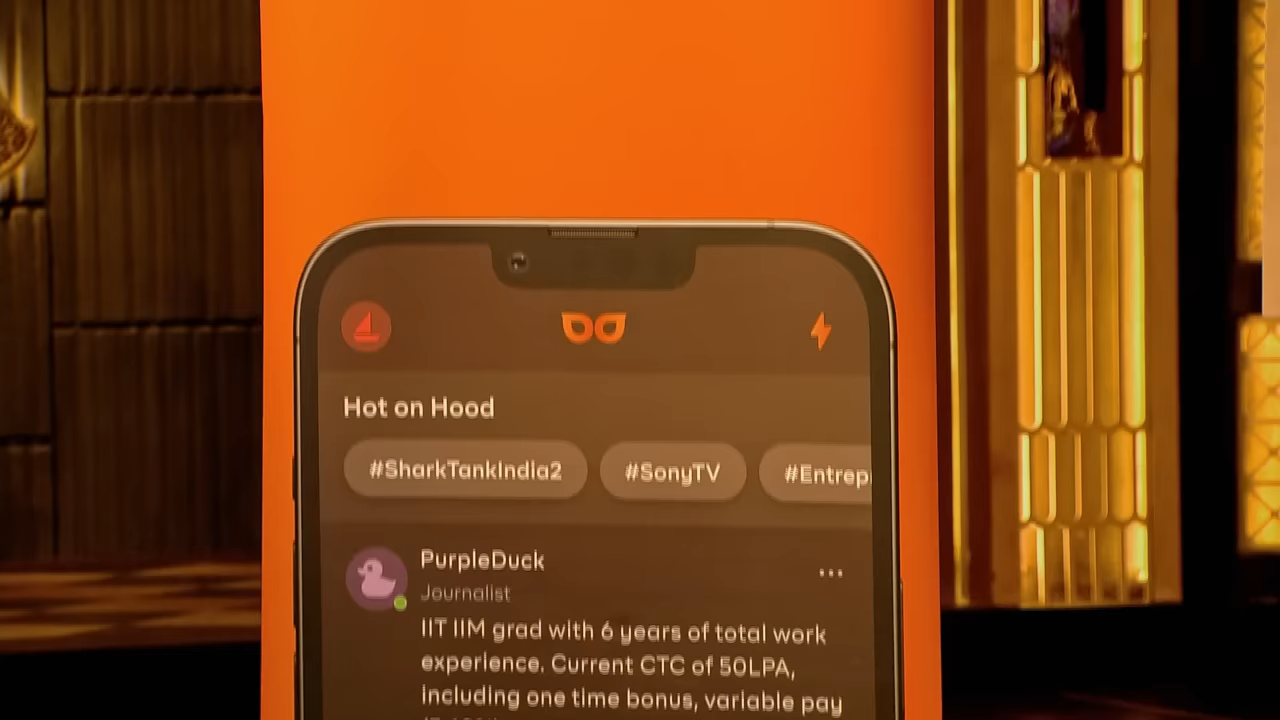 Hot on Hood
#SharkTankIndia2 #SonyTV #Entrep
PurpleDuck
Journalist
IIT IIM grad with 6 years of total work
experience. Current CTC of 50LPA,
including one time bonus, variable pay